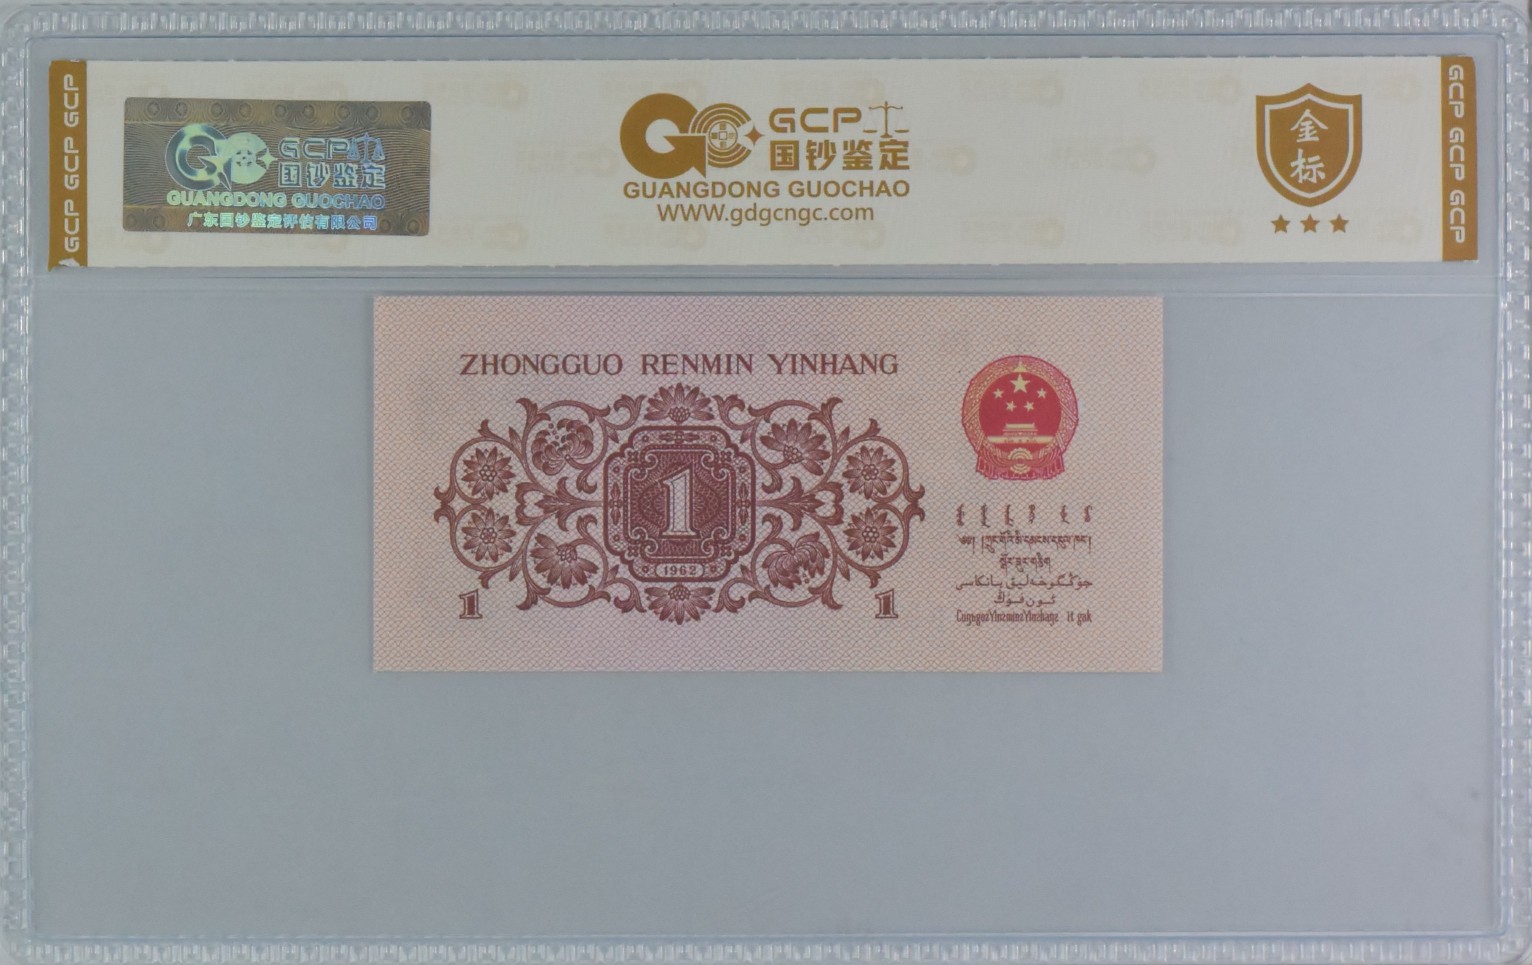 GCP GCP GCP
GCP
国钞鉴定
GUANGDONG GUOCHAO
广东国钞鉴定评估有限公司
GCP
国钞鉴定
GUANGDONG GUOCHAO
WWW.gdgcngc.com
金
标
GCP GCP GCP
ZHONGGUO RENMIN YINHANG
1
1962
1
1